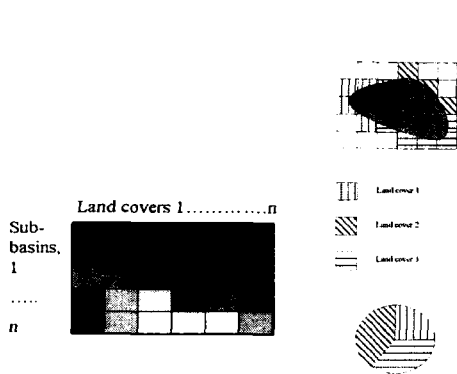 Land cover 1
Land cover 2
Land cover 3
Land covers 1..............n
Sub-
basins,
1
.....
n